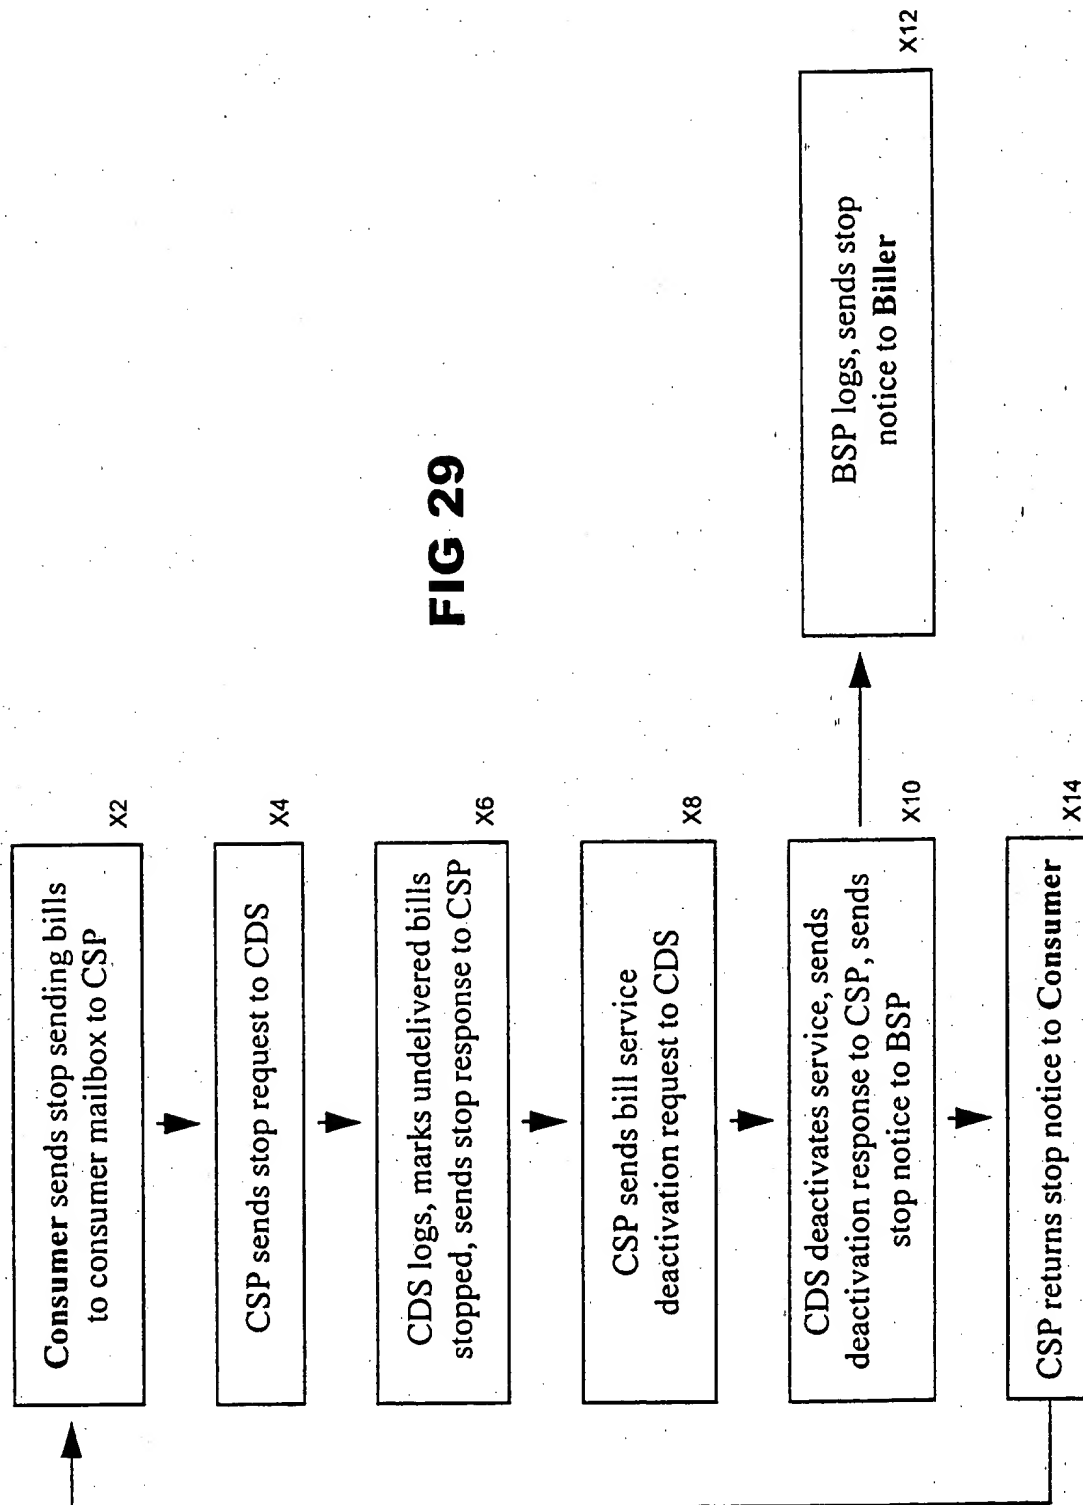 Consumer sends stop sending bills
to consumer mailbox to CSP
X2
CSP sends stop request to CDS
X4
CDS logs, marks undelivered bills
stopped, sends stop response to CSP
X6
CSP sends bill service
deactivation request to CDS
X8
CDS deactivates service, sends
deactivation response to CSP, sends
stop notice to BSP
X10
BSP logs, sends stop
notice to Biller
X12
CSP returns stop notice to Consumer
X14
FIG 29